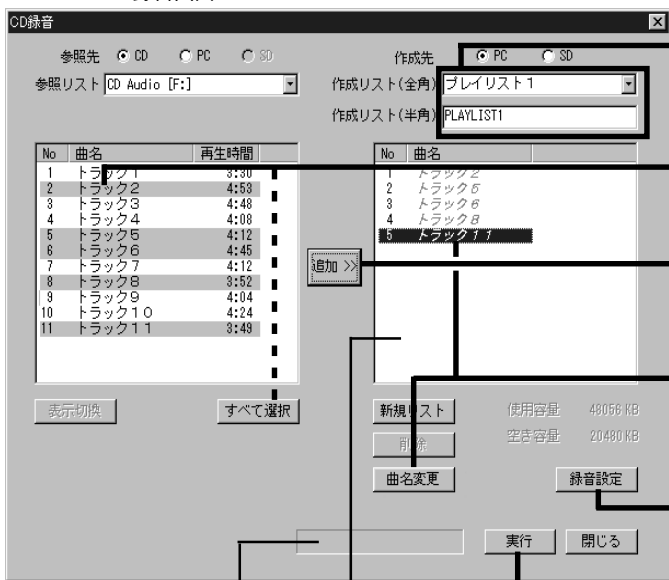 CD録音
参照先 CD PC SD
作成先 PC SD
参照リスト CD Audio [F:]
作成リスト(全角) プレイリスト1
作成リスト(半角) PLAYLIST1
No 曲名 再生時間
1 トラック1 3:30
2 トラック2 4:53
3 トラック3 4:48
4 トラック4 4:08
5 トラック5 4:12
6 トラック6 4:45
7 トラック7 4:12
8 トラック8 3:52
9 トラック9 4:04
10 トラック10 4:24
11 トラック11 3:49
表示切換
すべて選択
追加 >>
No 曲名
1 トラック2
2 トラック5
3 トラック6
4 トラック8
5 トラック11
新規リスト
使用容量 48056 KB
削除
空き容量 20480 KB
曲名変更
録音設定
実行
閉じる